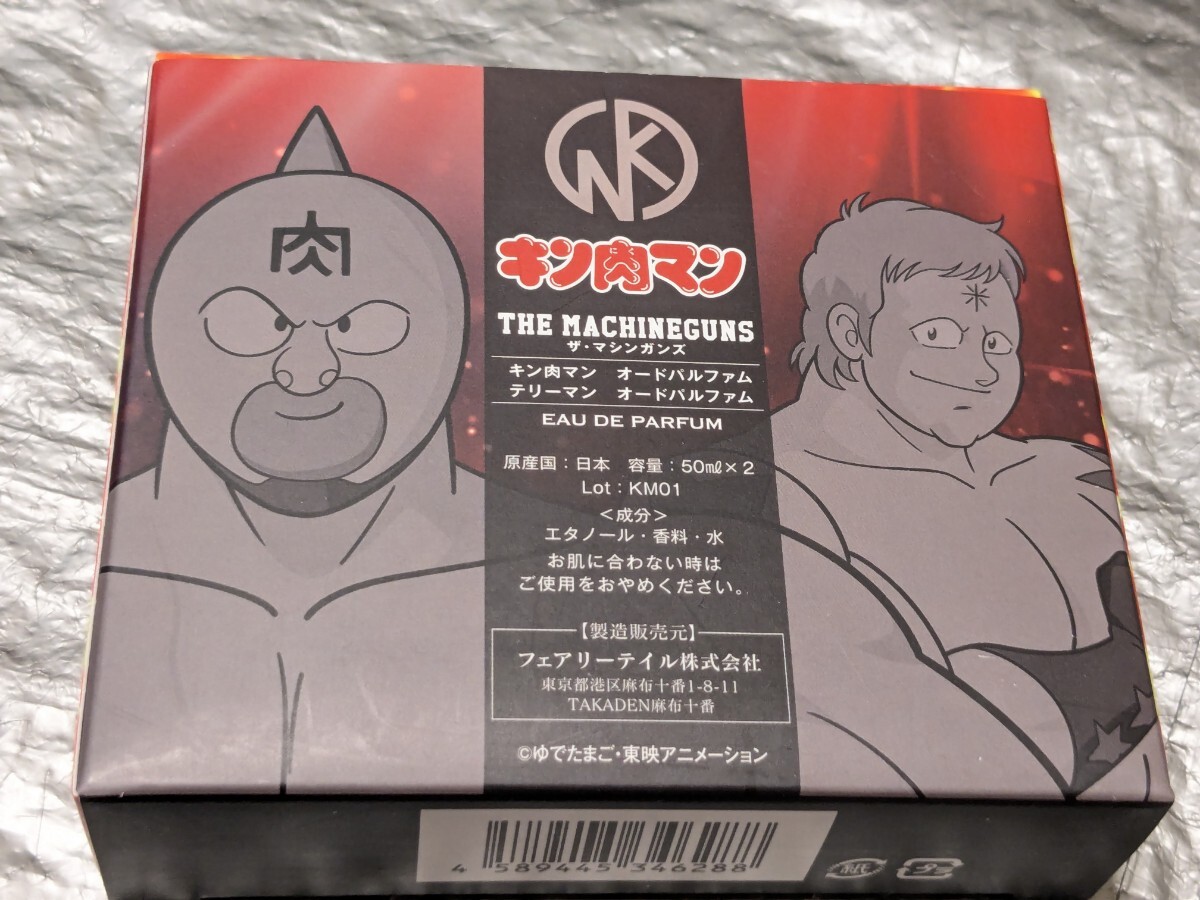 肉
米
NK
キン肉マン
THE MACHINEGUNS
ザ・マシンガンズ
キン肉マン オードパルファム
テリーマン オードパルファム
EAU DE PARFUM
原産国：日本 容量：50㎖×2
Lot：KM01
＜成分＞
エタノール・香料・水
お肌に合わない時は
ご使用をおやめください。
【製造販売元】
フェアリーテイル株式会社
東京都港区麻布十番1-8-11
TAKADEN麻布十番
©ゆでたまご・東映アニメーション
4 589445 346288
紙 プラ